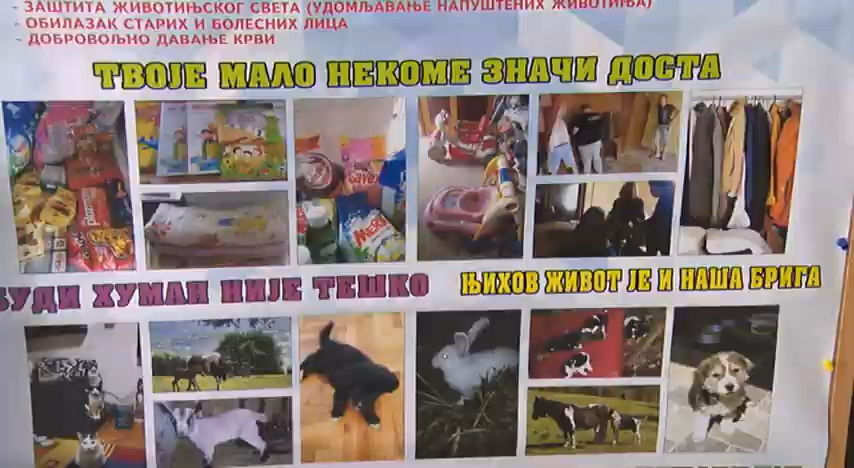 - ЗАШТИТА ЖИВОТИЊСКОГ СВЕТА (УДОМЉАВАЊЕ НАПУШТЕНИХ ЖИВОТИЊА)
- ОБИЛАЗАК СТАРИХ И БОЛЕСНИХ ЛИЦА
- ДОБРОВОЉНО ДАВАЊЕ КРВИ
ТВОЈЕ МАЛО НЕКОМЕ ЗНАЧИ ДОСТА
БУДИ ХУМАН НИЈЕ ТЕШКО
ЊИХОВ ЖИВОТ ЈЕ И НАША БРИГА